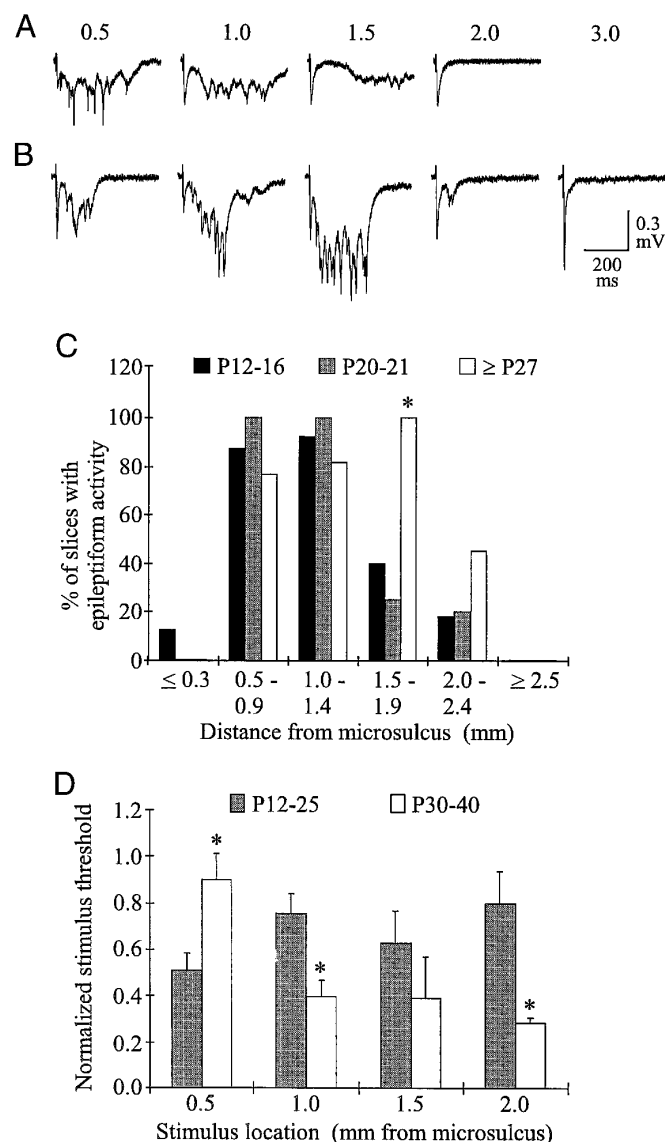 A
0.5 1.0 1.5 2.0 3.0
B
0.3
mV
200
ms
C
120
100
80
60
40
20
0
% of slices with
epileptiform activity
P12-16 P20-21 ≥ P27
*
≤ 0.3 0.5 - 1.0 - 1.5 - 2.0 - ≥ 2.5
0.9 1.4 1.9 2.4
Distance from microsulcus (mm)
D
1.2
1.0
0.8
0.6
0.4
0.2
0.0
Normalized stimulus threshold
P12-25 P30-40
*
*
*
0.5 1.0 1.5 2.0
Stimulus location (mm from microsulcus)